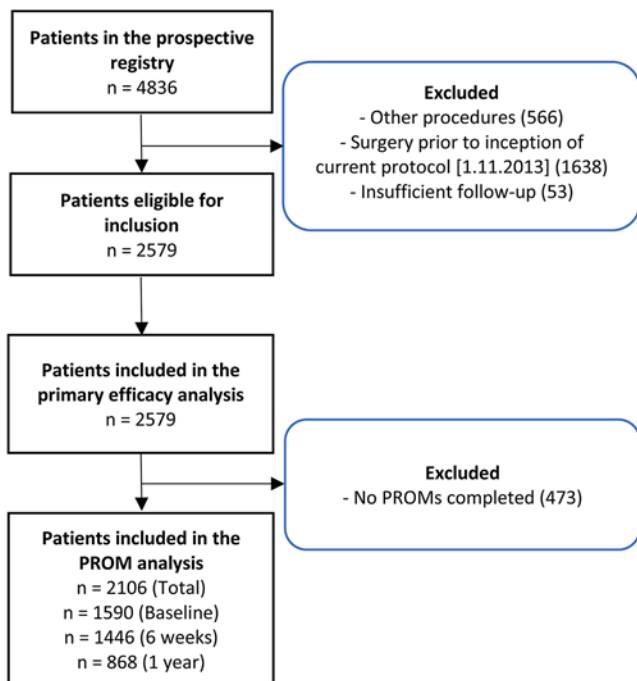 Patients in the prospective
registry
n = 4836
Excluded
- Other procedures (566)
- Surgery prior to inception of
current protocol [1.11.2013] (1638)
- Insufficient follow-up (53)
Patients eligible for
inclusion
n = 2579
Patients included in the
primary efficacy analysis
n = 2579
Excluded
- No PROMs completed (473)
Patients included in the
PROM analysis
n = 2106 (Total)
n = 1590 (Baseline)
n = 1446 (6 weeks)
n = 868 (1 year)